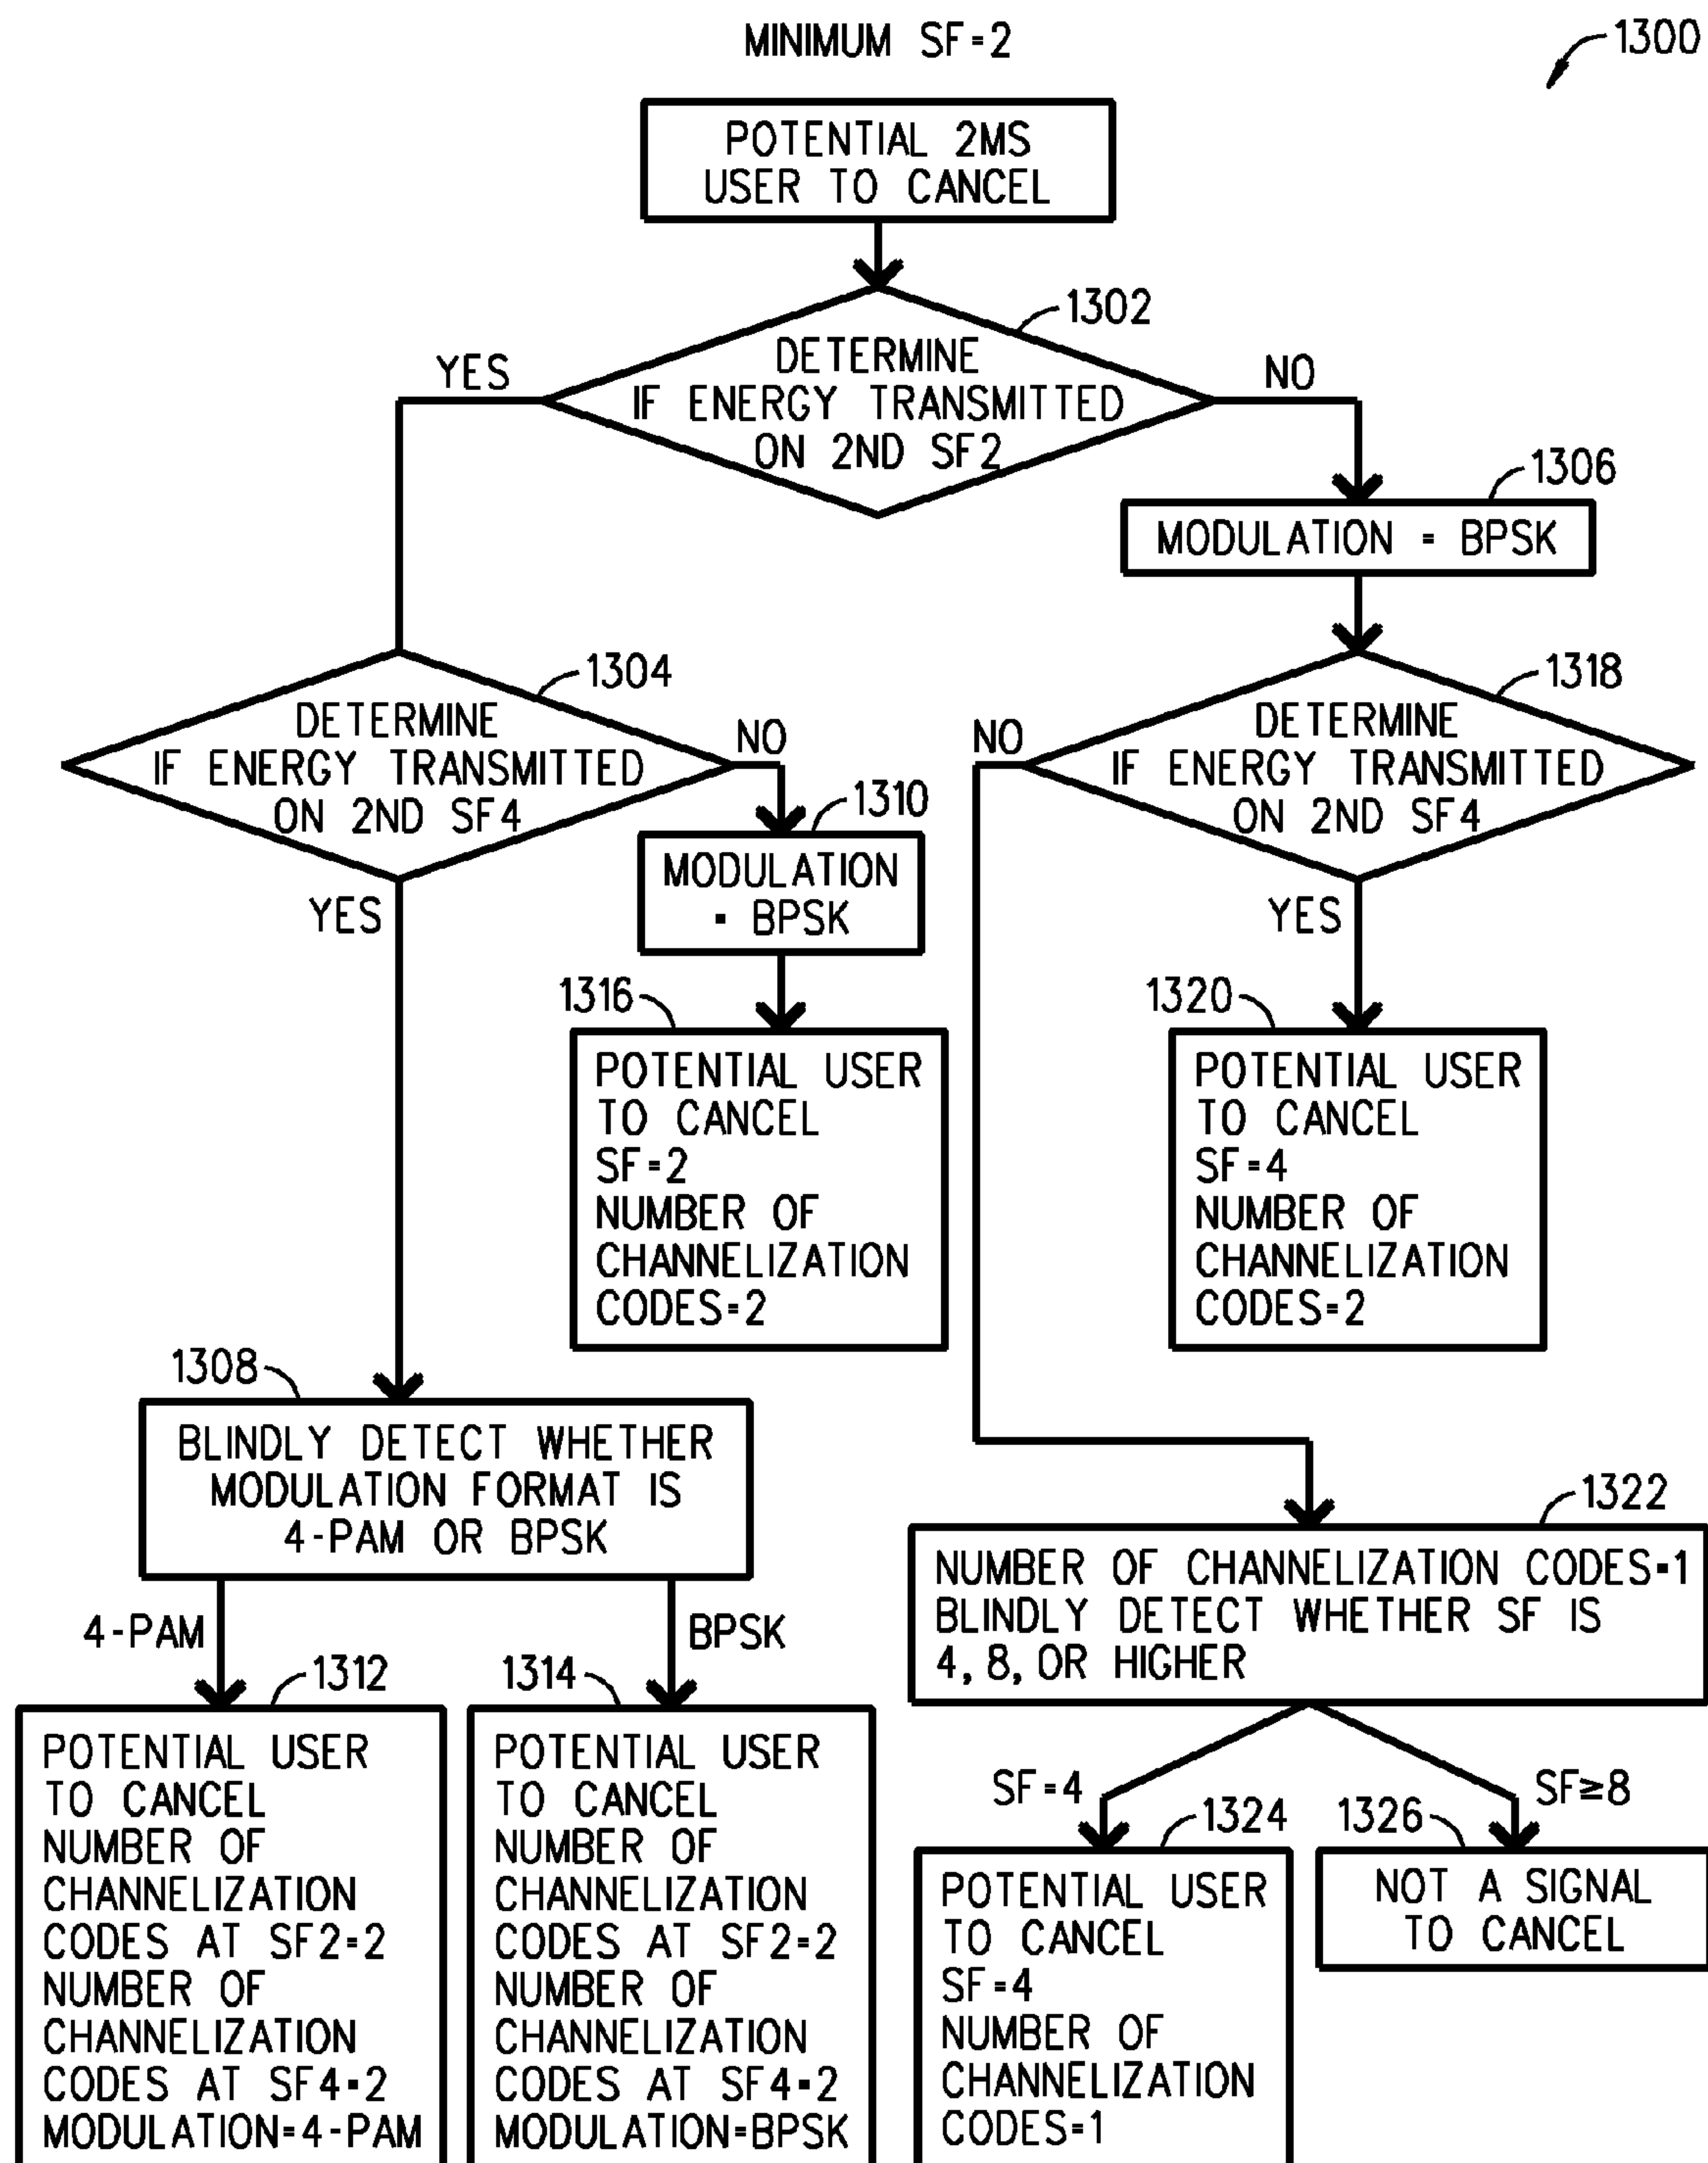 MINIMUM SF=2
1300
POTENTIAL 2MS
USER TO CANCEL
1302
DETERMINE
IF ENERGY TRANSMITTED
ON 2ND SF2
YES
NO
1306
MODULATION = BPSK
1304
DETERMINE
IF ENERGY TRANSMITTED
ON 2ND SF4
NO
YES
1310
MODULATION
= BPSK
1316
POTENTIAL USER
TO CANCEL
SF=2
NUMBER OF
CHANNELIZATION
CODES=2
1318
DETERMINE
IF ENERGY TRANSMITTED
ON 2ND SF4
NO
YES
1320
POTENTIAL USER
TO CANCEL
SF=4
NUMBER OF
CHANNELIZATION
CODES=2
1308
BLINDLY DETECT WHETHER
MODULATION FORMAT IS
4-PAM OR BPSK
4-PAM
BPSK
1312
POTENTIAL USER
TO CANCEL
NUMBER OF
CHANNELIZATION
CODES AT SF2=2
NUMBER OF
CHANNELIZATION
CODES AT SF4=2
MODULATION=4-PAM
1314
POTENTIAL USER
TO CANCEL
NUMBER OF
CHANNELIZATION
CODES AT SF2=2
NUMBER OF
CHANNELIZATION
CODES AT SF4=2
MODULATION=BPSK
1322
NUMBER OF CHANNELIZATION CODES=1
BLINDLY DETECT WHETHER SF IS
4, 8, OR HIGHER
SF=4
SF≥8
1324
POTENTIAL USER
TO CANCEL
SF=4
NUMBER OF
CHANNELIZATION
CODES=1
1326
NOT A SIGNAL
TO CANCEL